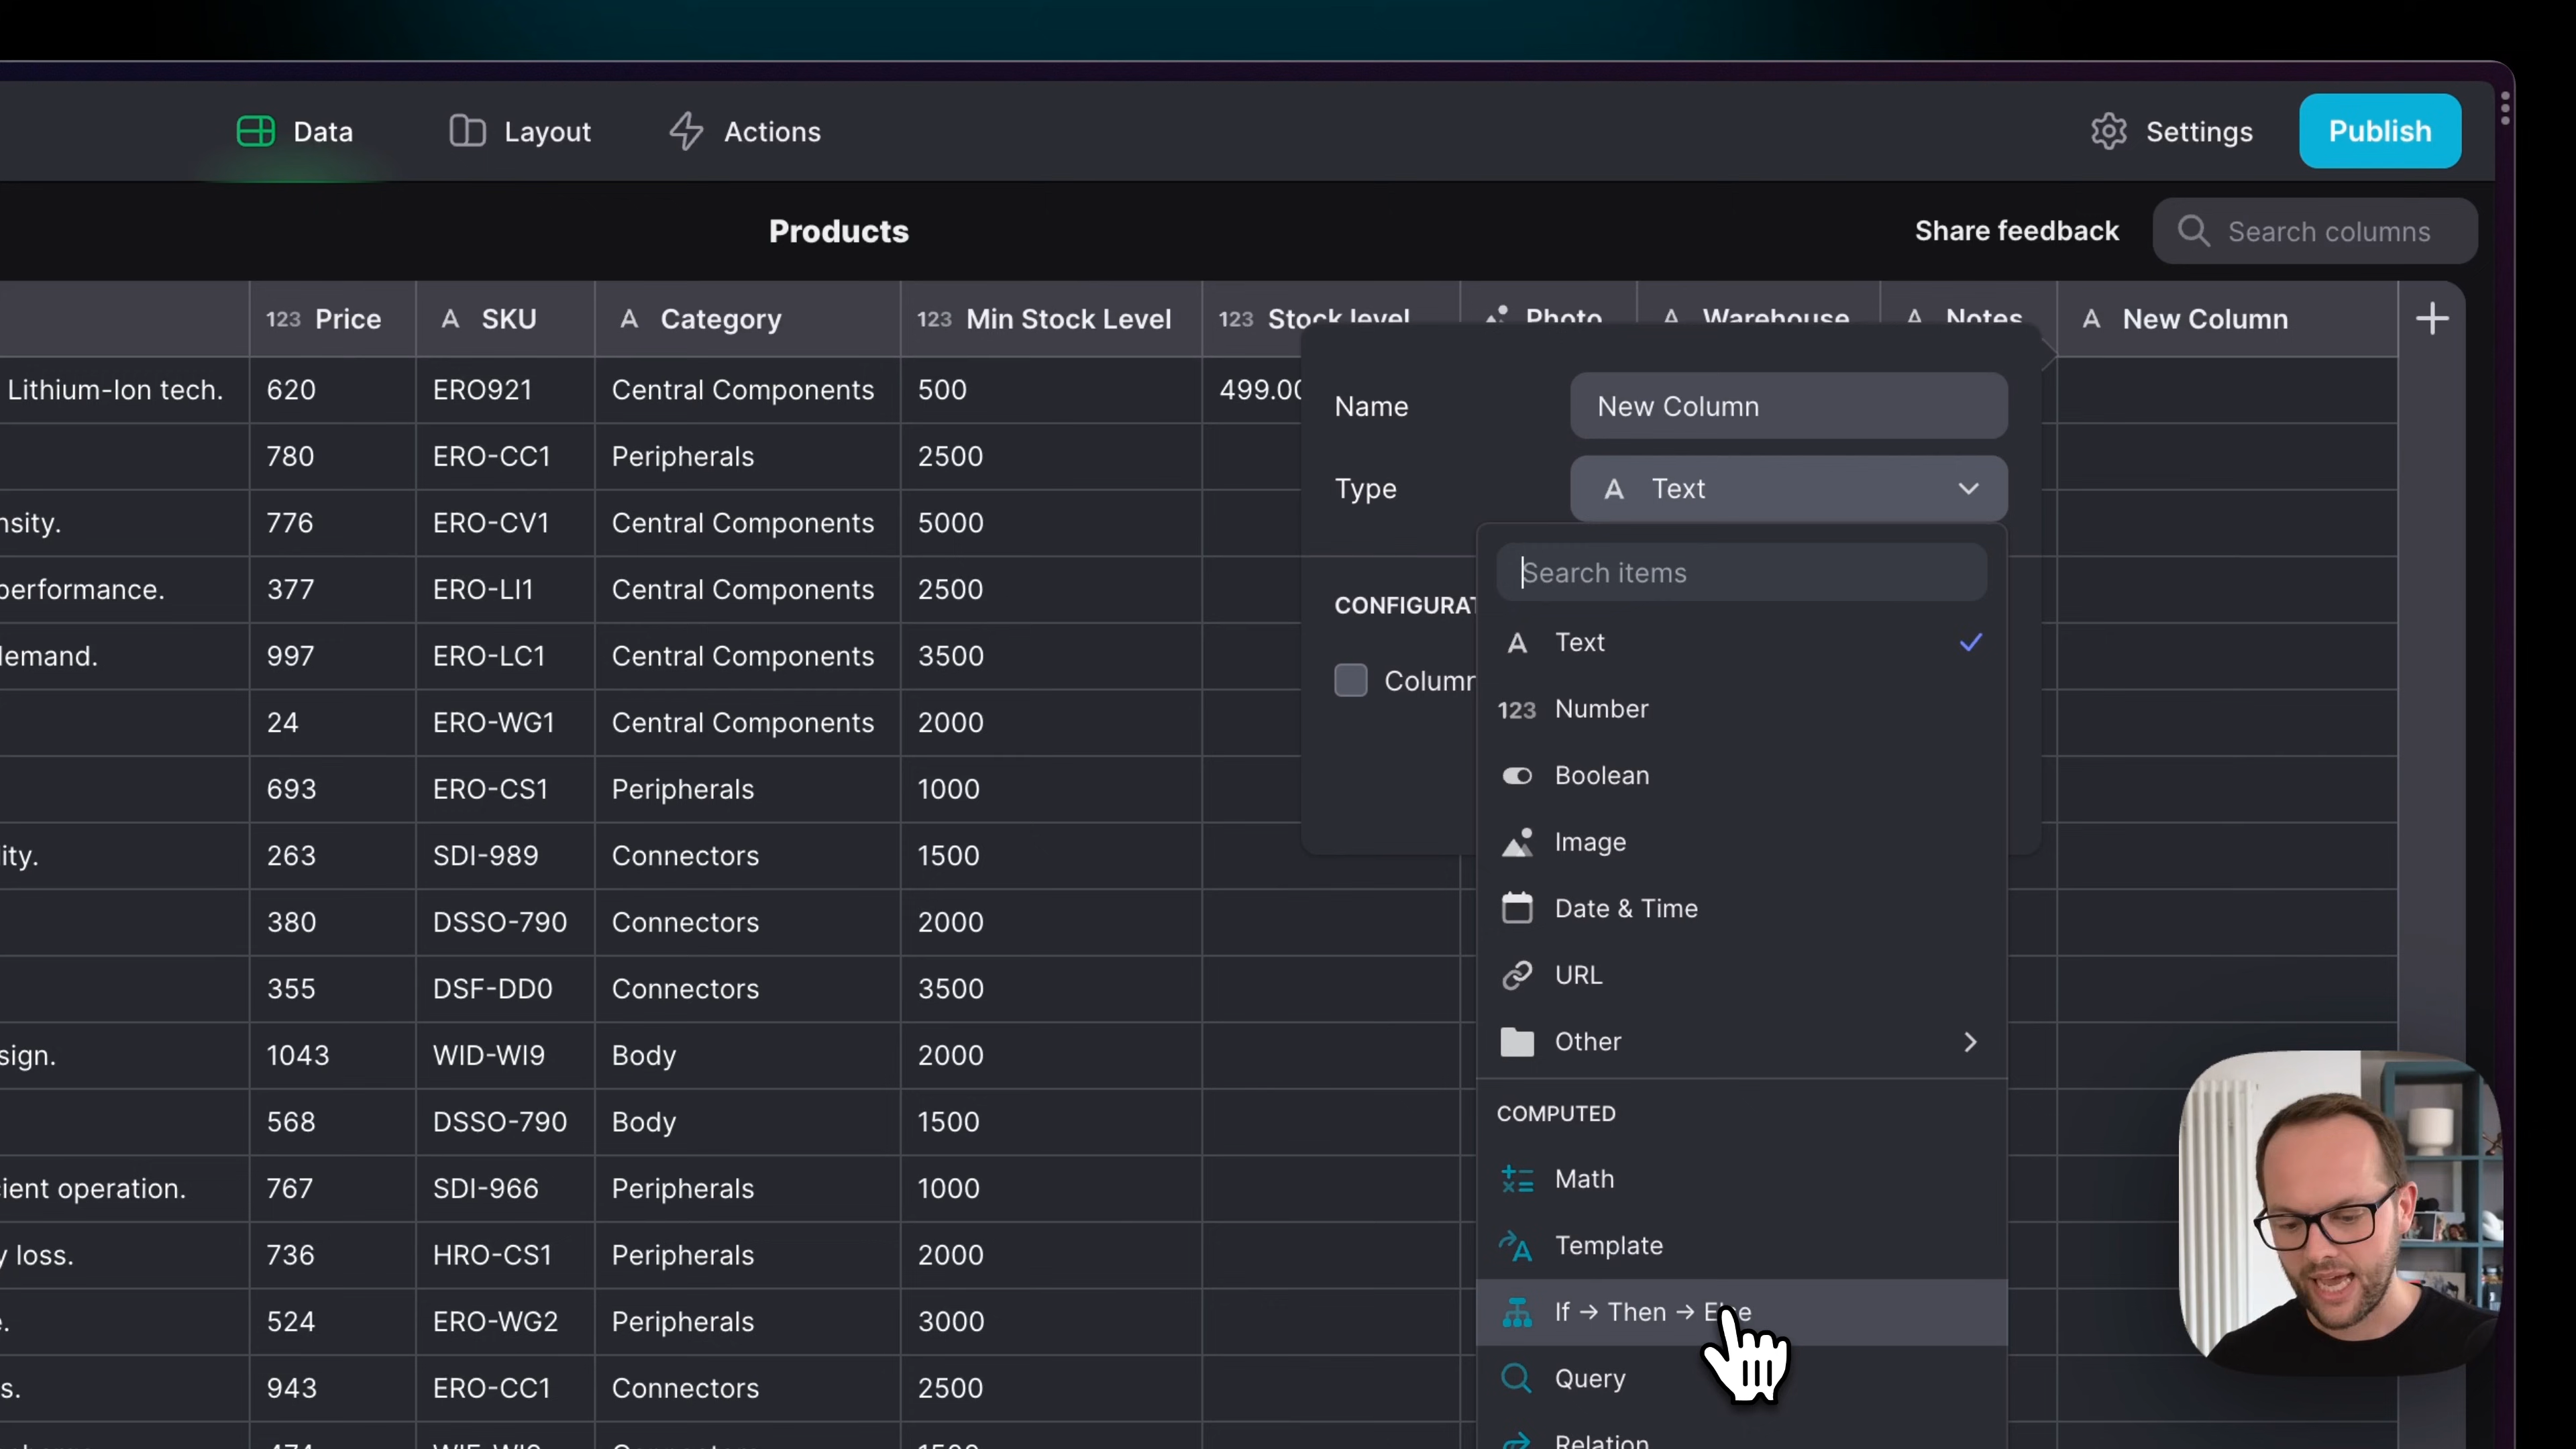 Data
Layout
Actions
Settings
Publish
Products
Share feedback
Search columns
123 Price
A SKU
A Category
123 Min Stock Level
123 Stock level
Photo
A Warehouse
A Notes
A New Column
Lithium-Ion tech. 620 ERO921 Central Components 500 499.00
780 ERO-CC1 Peripherals 2500
nsity. 776 ERO-CV1 Central Components 5000
performance. 377 ERO-LI1 Central Components 2500
lemand. 997 ERO-LC1 Central Components 3500
24 ERO-WG1 Central Components 2000
693 ERO-CS1 Peripherals 1000
ity. 263 SDI-989 Connectors 1500
380 DSSO-790 Connectors 2000
355 DSF-DD0 Connectors 3500
sign. 1043 WID-WI9 Body 2000
568 DSSO-790 Body 1500
ient operation. 767 SDI-966 Peripherals 1000
y loss. 736 HRO-CS1 Peripherals 2000
e. 524 ERO-WG2 Peripherals 3000
s. 943 ERO-CC1 Connectors 2500
Name
New Column
Type
A Text
CONFIGURAT
Column
Search items
A Text
123 Number
Boolean
Image
Date & Time
URL
Other
COMPUTED
Math
Template
If → Then → Else
Query
Relation